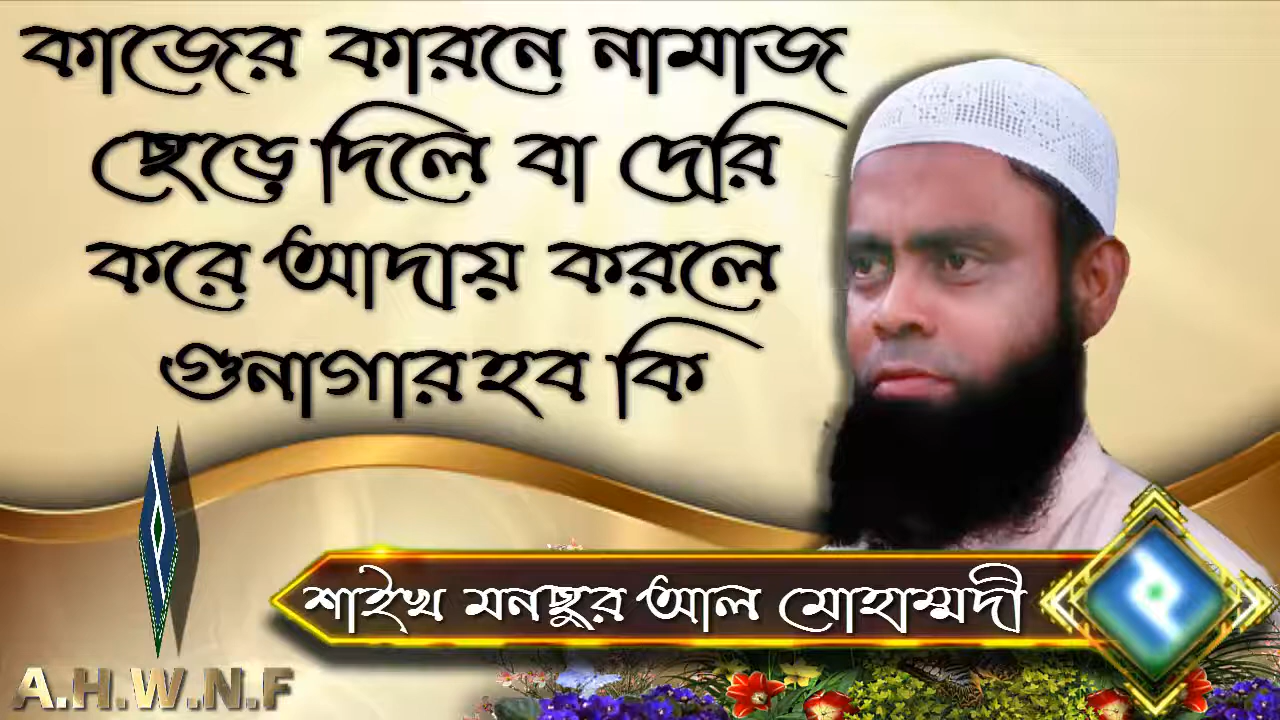 কাজের কারনে নামাজ
ছেড়ে দিলে বা দেরি
করে আদায় করলে
গুনাগার হব কি
শাইখ মনছুর আল মোহাম্মদী
A.H.W.N.F